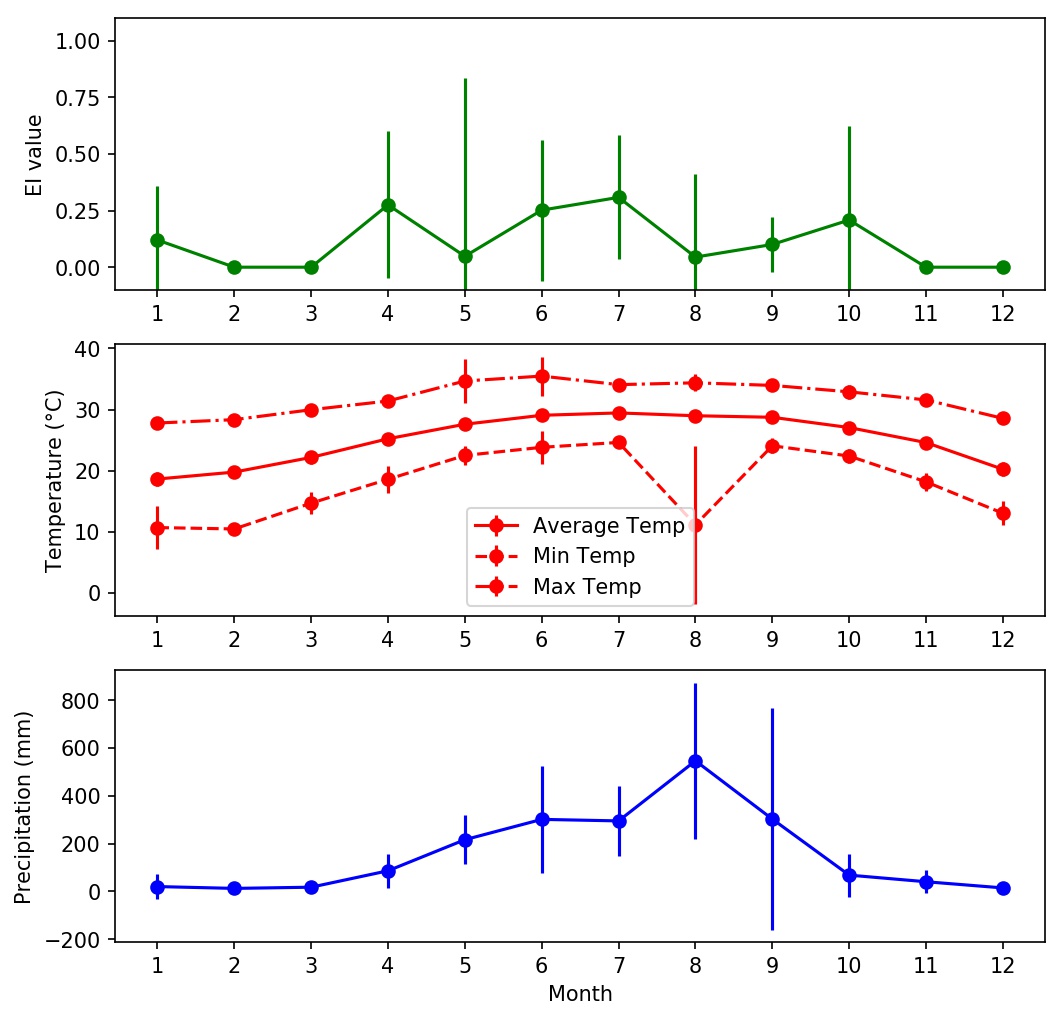 EI value
1.00
0.75
0.50
0.25
0.00
1 2 3 4 5 6 7 8 9 10 11 12
Temperature (°C)
40
30
20
10
0
Average Temp
Min Temp
Max Temp
1 2 3 4 5 6 7 8 9 10 11 12
Precipitation (mm)
800
600
400
200
0
−200
1 2 3 4 5 6 7 8 9 10 11 12
Month